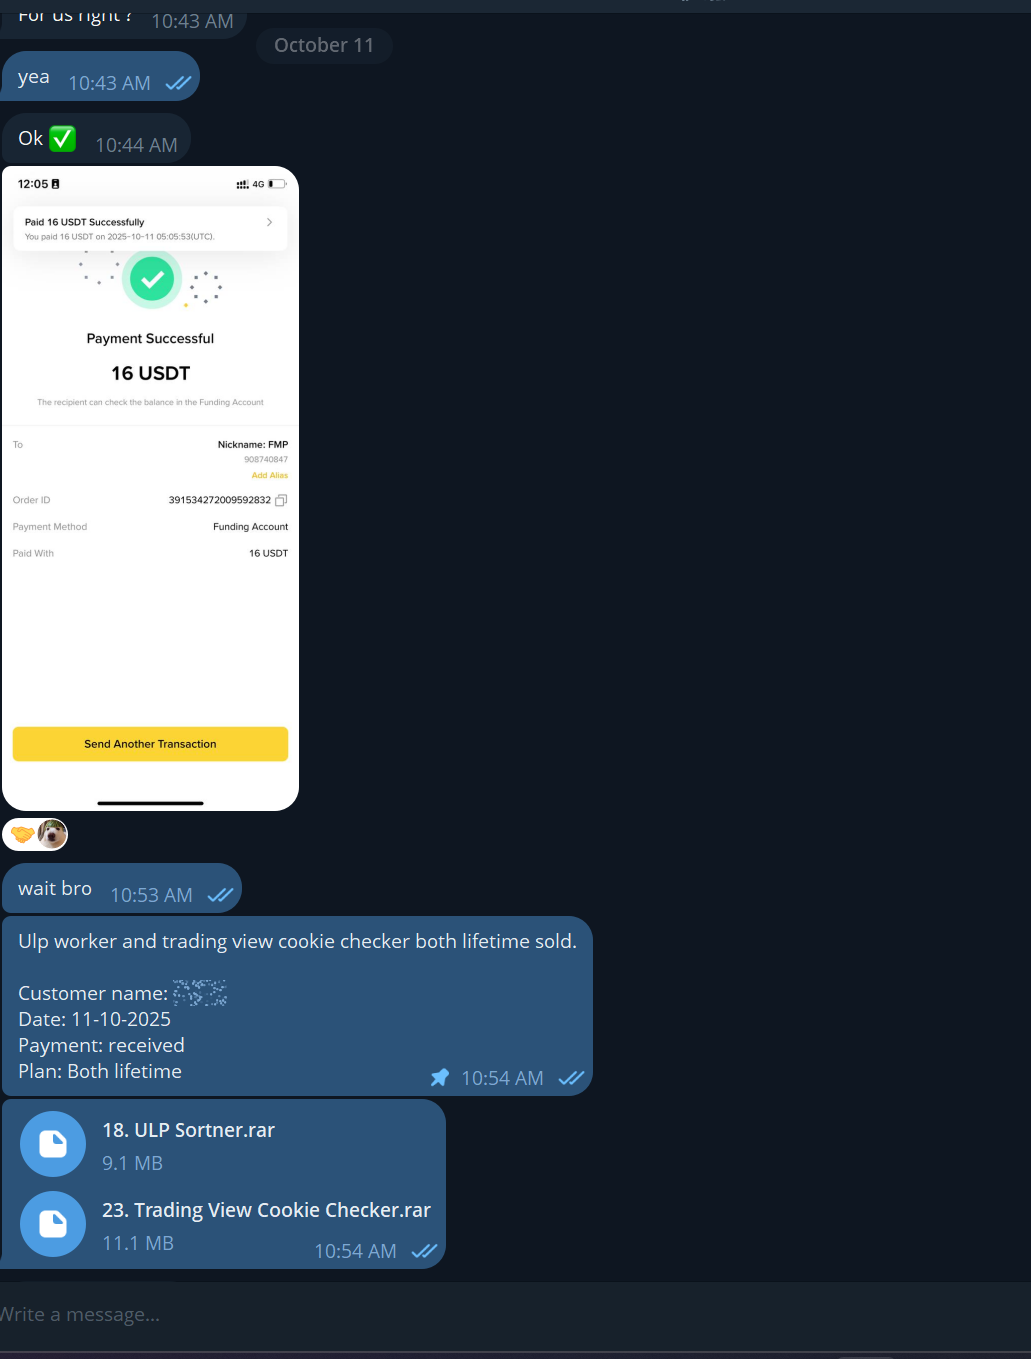 For us right ? 10:43 AM
October 11
yea 10:43 AM
Ok ✅ 10:44 AM
12:05 4G
Paid 16 USDT Successfully
You paid 16 USDT on 2025-10-11 05:05:53(UTC).
Payment Successful
16 USDT
The recipient can check the balance in the Funding Account
To Nickname: FMP
908740847
Add Alias
Order ID 391534272009592832
Payment Method Funding Account
Paid With 16 USDT
Send Another Transaction
wait bro 10:53 AM
Ulp worker and trading view cookie checker both lifetime sold.
Customer name:
Date: 11-10-2025
Payment: received
Plan: Both lifetime
10:54 AM
18. ULP Sortner.rar
9.1 MB
23. Trading View Cookie Checker.rar
11.1 MB 10:54 AM
Write a message...